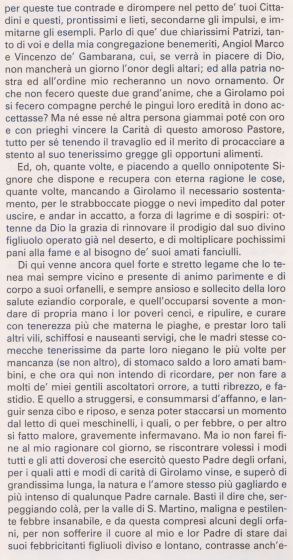 per queste tue contrade e dirompere nel petto de' tuoi Citta-
dini e questi, prontissimi e lieti, secondarne gli impulsi, e im-
mitarne gli esempli. Parlo di que' due chiarissimi Patrizi, tan-
to di voi e della mia congregazione benemeriti, Angiol Marco
e Vincenzo de' Gambarana, cui, se verrà in piacere di Dio,
non mancherà un giorno l'onor degli altari; ed alla patria no-
stra ed all'ordine mio recheranno un novo ornamento. Or
che non fecero queste due grand'anime, che a Girolamo poi
si fecero compagne perché le pingui loro eredità in dono ac-
cettasse? Ma né esse né altra persona giammai poté con oro
e con prieghi vincere la Carità di questo amoroso Pastore,
tutto per sé tenendo il travaglio ed il merito di procacciare a
stento al suo tenerissimo gregge gli opportuni alimenti.
Ed, oh, quante volte, e piacendo a quello onnipotente Si-
gnore che dispone e recupera con eterna ragione le cose,
quante volte, mancando a Girolamo il necessario sostenta-
mento, per le strabboccate piogge o nevi impedito dal poter
uscire, e andar in accatto, a forza di lagrime e di sospiri: ot-
tenne da Dio la grazia di rinnovare il prodigio dal suo divino
figliuolo operato già nel deserto, e di moltiplicare pochissimi
pani alla fame e al bisogno de' suoi amati fanciulli.
Di qui venne ancora quel forte e stretto legame che lo te-
nea mai sempre vicino e presente di animo parimente e di
corpo a suoi orfanelli, e sempre ansioso e sollecito della loro
salute eziandio corporale, e quell'occuparsi sovente a mon-
dare di propria mano i lor poveri cenci, e ripulire, e curare
con tenerezza più che materna le piaghe, e prestar loro tali
altri vili, schiffosi e nauseanti servigi, che le madri stesse co-
mecche tenerissime da parte loro niegano le più volte per
mancanza (se non altro), di stomaco saldo a loro amati bam-
bini, e che ora qui non intendo di ricordare, per non fare a
molti de' miei gentili ascoltatori orrore, a tutti ribrezzo, e fa-
stidio. E quello a struggersi, e consummarsi d'affanno, e lan-
guir senza cibo e riposo, e senza poter staccarsi un momento
dal letto di quei meschinelli, i quali, o per febbre, o per altro
si fatto malore, gravemente infermavano. Ma io non farei fi-
ne al mio ragionare col giorno, se riscontrare volessi i modi
tutti e gli atti doverosi che esercitò questo Padre degli orfani,
per i quali atti e modi di carità di Girolamo vinse, e superò di
grandissima lunga, la natura e l'amore stesso più gagliardo e
più intenso di qualunque Padre carnale. Basti il dire che, ser-
peggiando colà, per la valle di S. Martino, maligna e pestilen-
te febbre insanabile, e da questa compresi alcuni degli orfa-
ni, per non sofferire il cuore al mio e lor Padre di stare dai
suoi febbricitanti figliuoli diviso e lontano, contrasse anch'e-